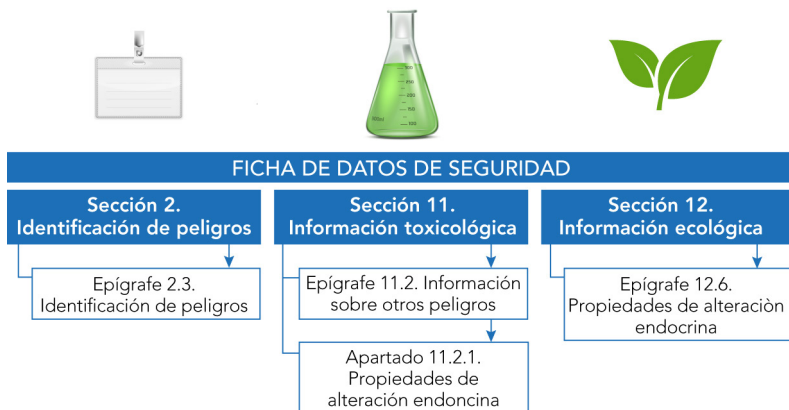 FICHA DE DATOS DE SEGURIDAD
Sección 2.
Identificación de peligros
Epígrafe 2.3.
Identificación de peligros
Sección 11.
Información toxicológica
Epígrafe 11.2. Información
sobre otros peligros
Apartado 11.2.1.
Propiedades de
alteración endoncina
Sección 12.
Información ecológica
Epígrafe 12.6.
Propiedades de alteraciòn
endocrina